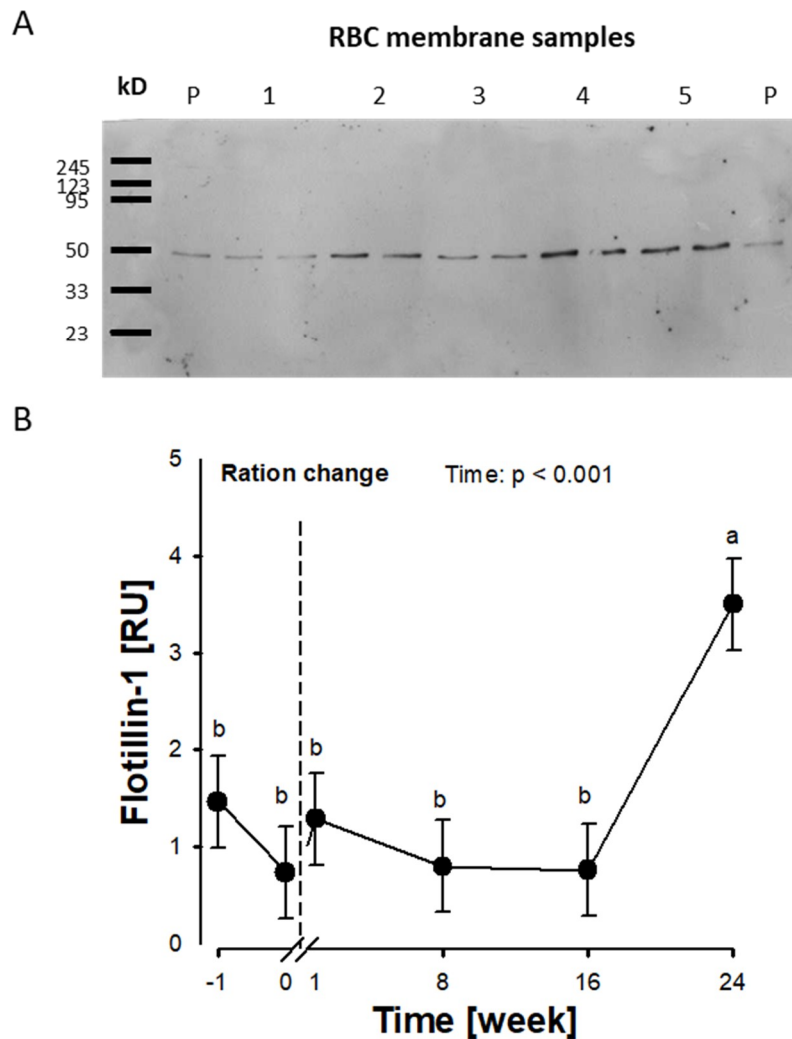 A
RBC membrane samples
kD P 1 2 3 4 5 P
245
123
95
50
33
23
B
Ration change Time: p < 0.001
5
4
3
2
1
0
Flotillin-1 [RU]
b b b b b a
-1 0 1 8 16 24
Time [week]